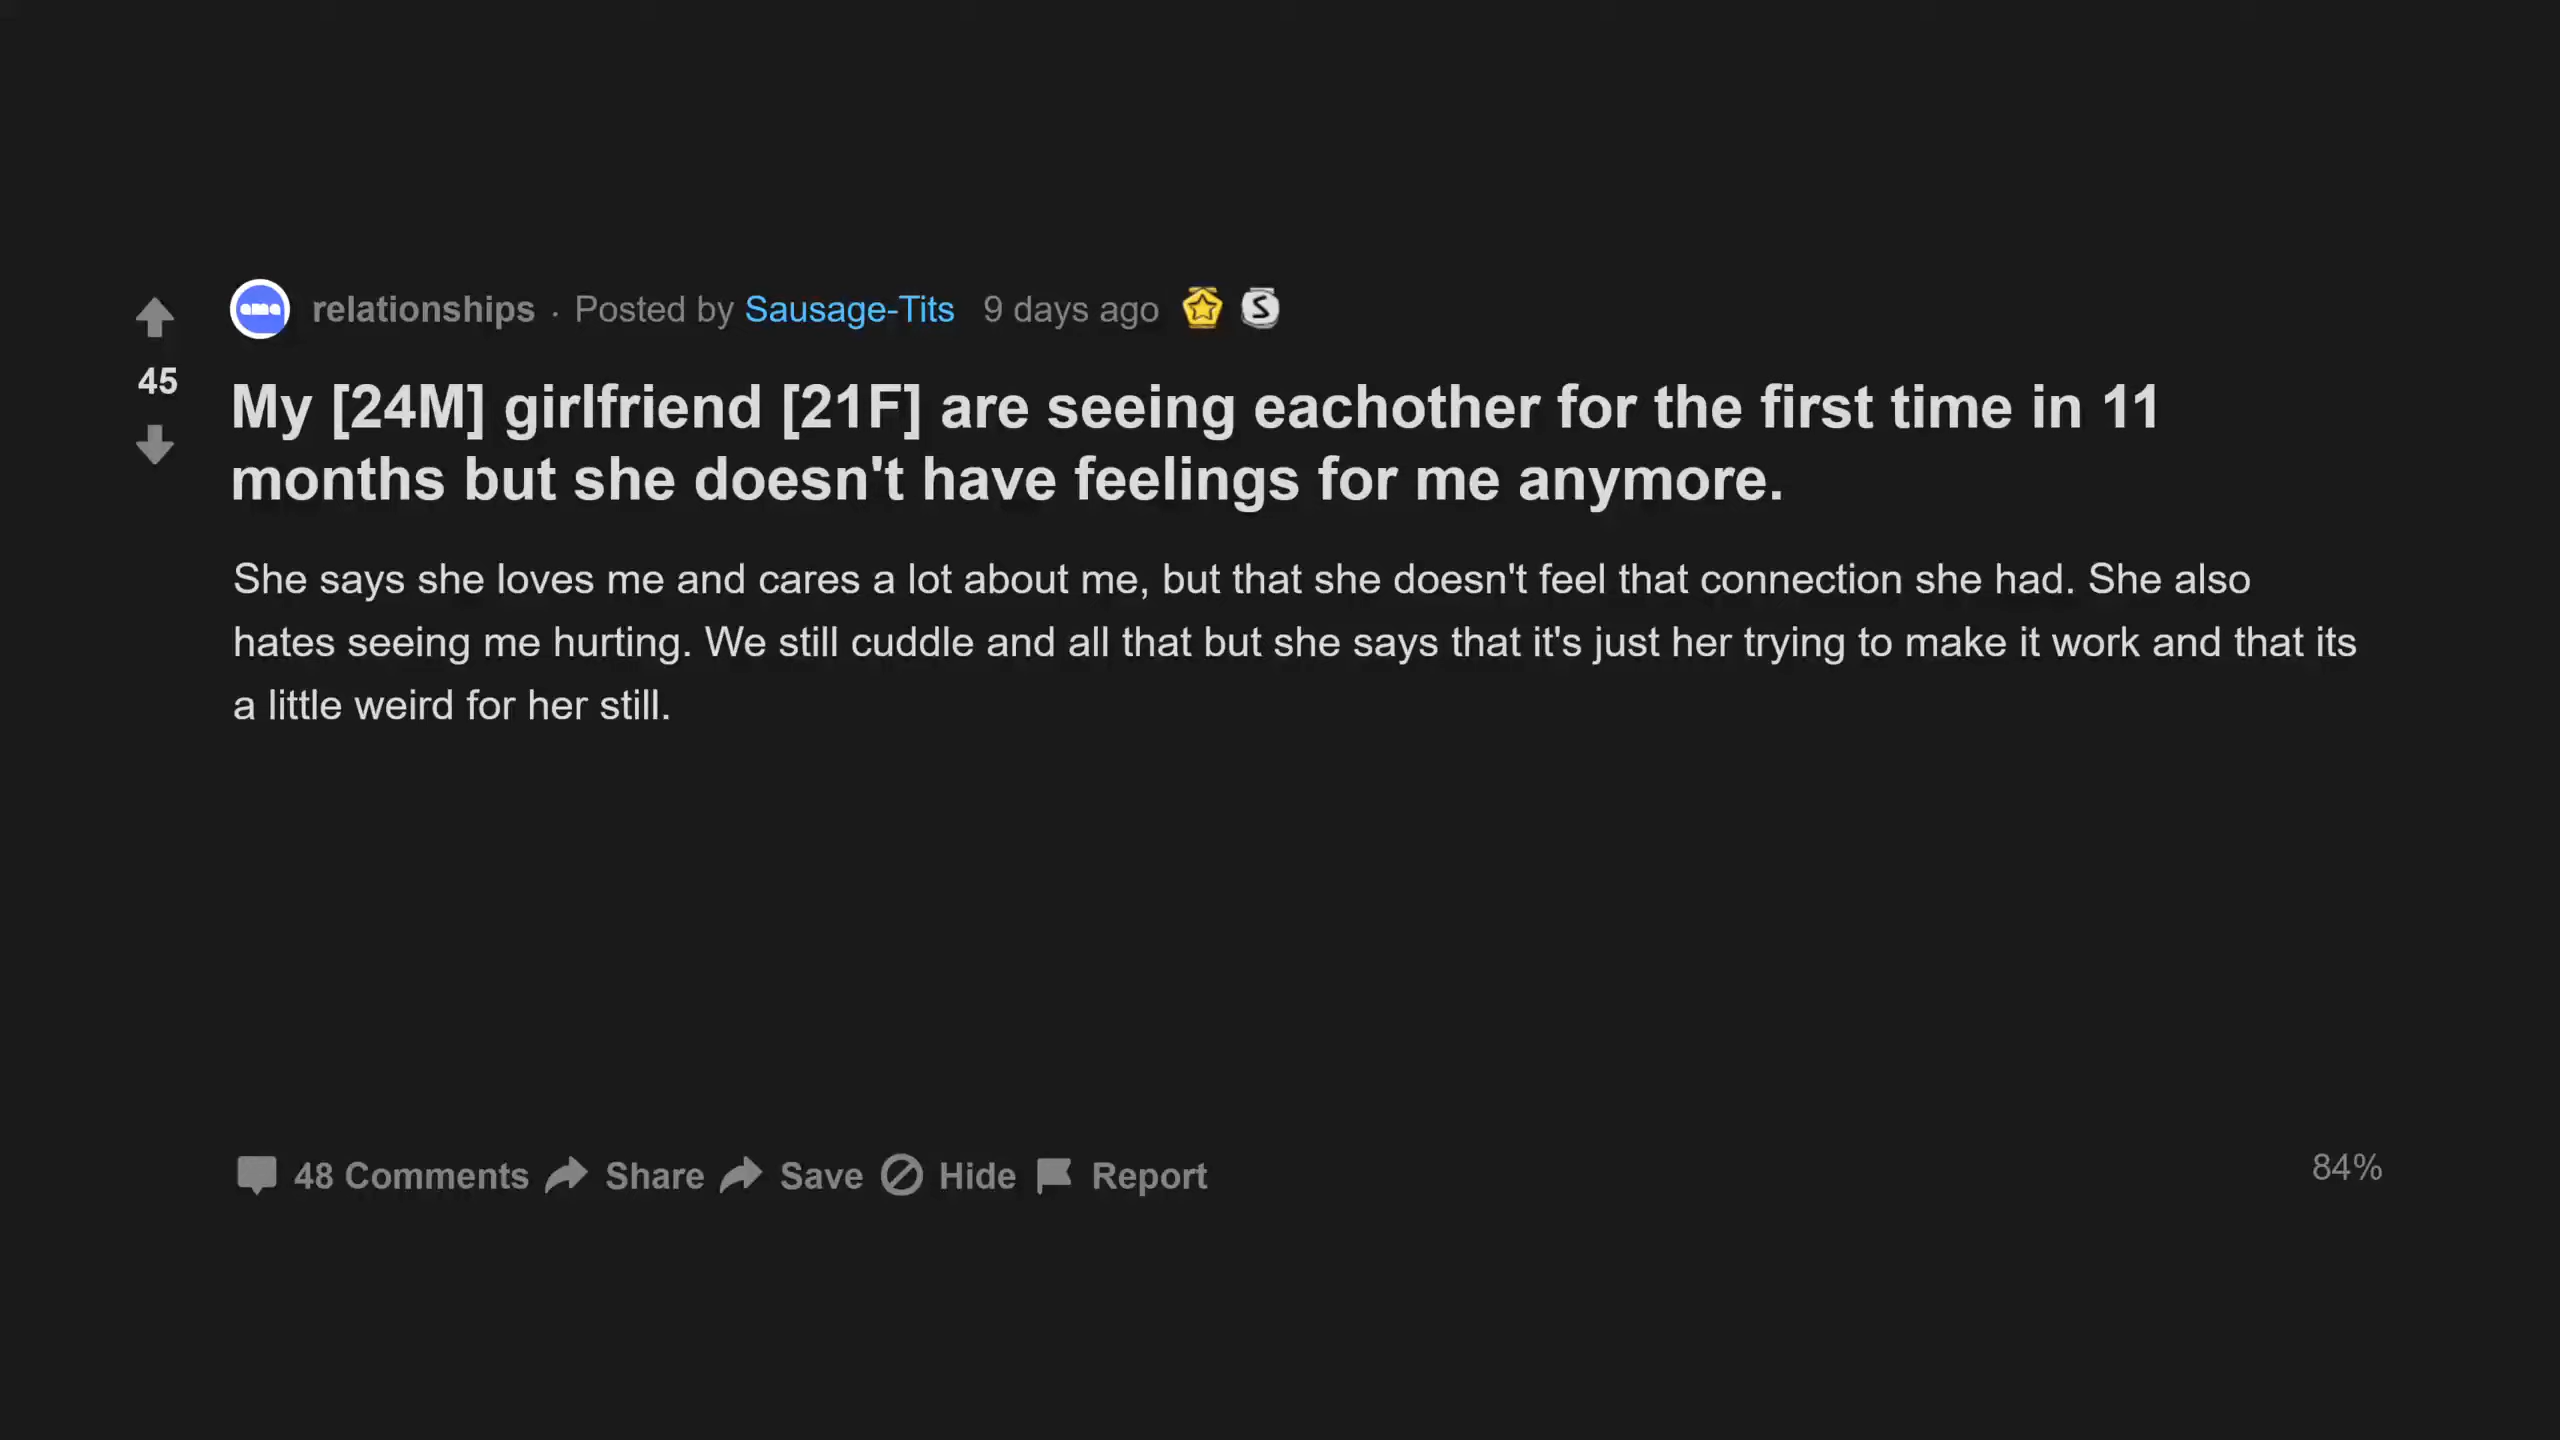 ama relationships · Posted by Sausage-Tits 9 days ago S
45
My [24M] girlfriend [21F] are seeing eachother for the first time in 11
months but she doesn't have feelings for me anymore.
She says she loves me and cares a lot about me, but that she doesn't feel that connection she had. She also
hates seeing me hurting. We still cuddle and all that but she says that it's just her trying to make it work and that its
a little weird for her still.
48 Comments Share Save Hide Report
84%